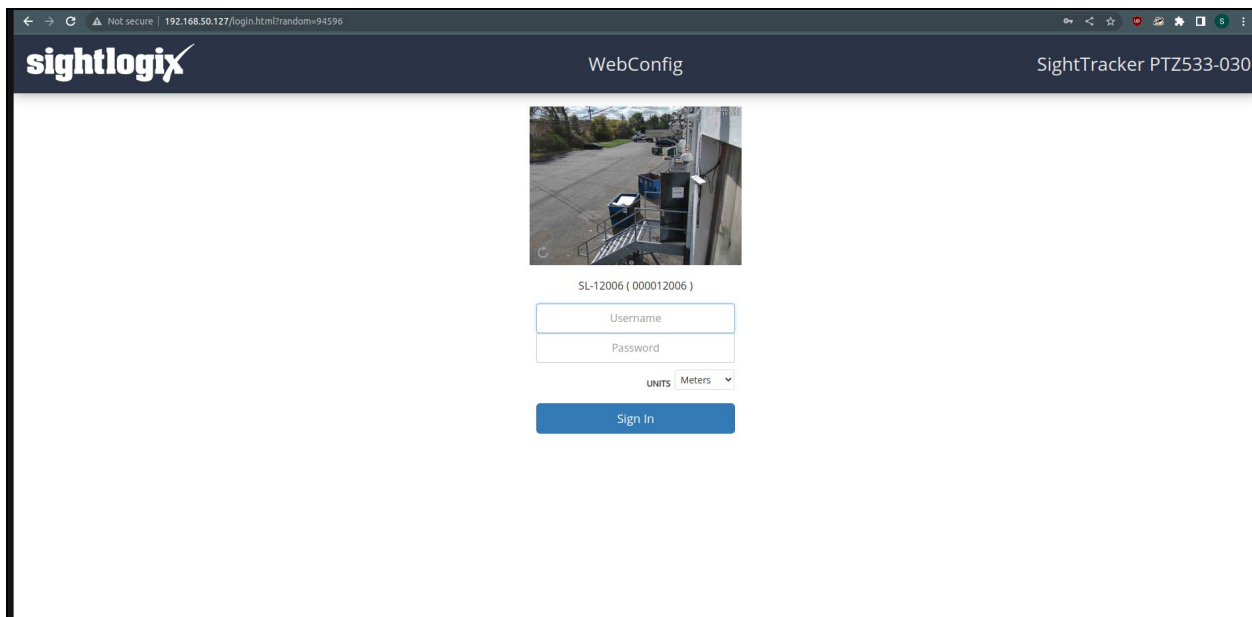 Not secure | 192.168.50.127/login.html?random=94596
sightlogix
WebConfig
SightTracker PTZ533-030
SL-12006 ( 000012006 )
Username
Password
UNITS Meters
Sign In